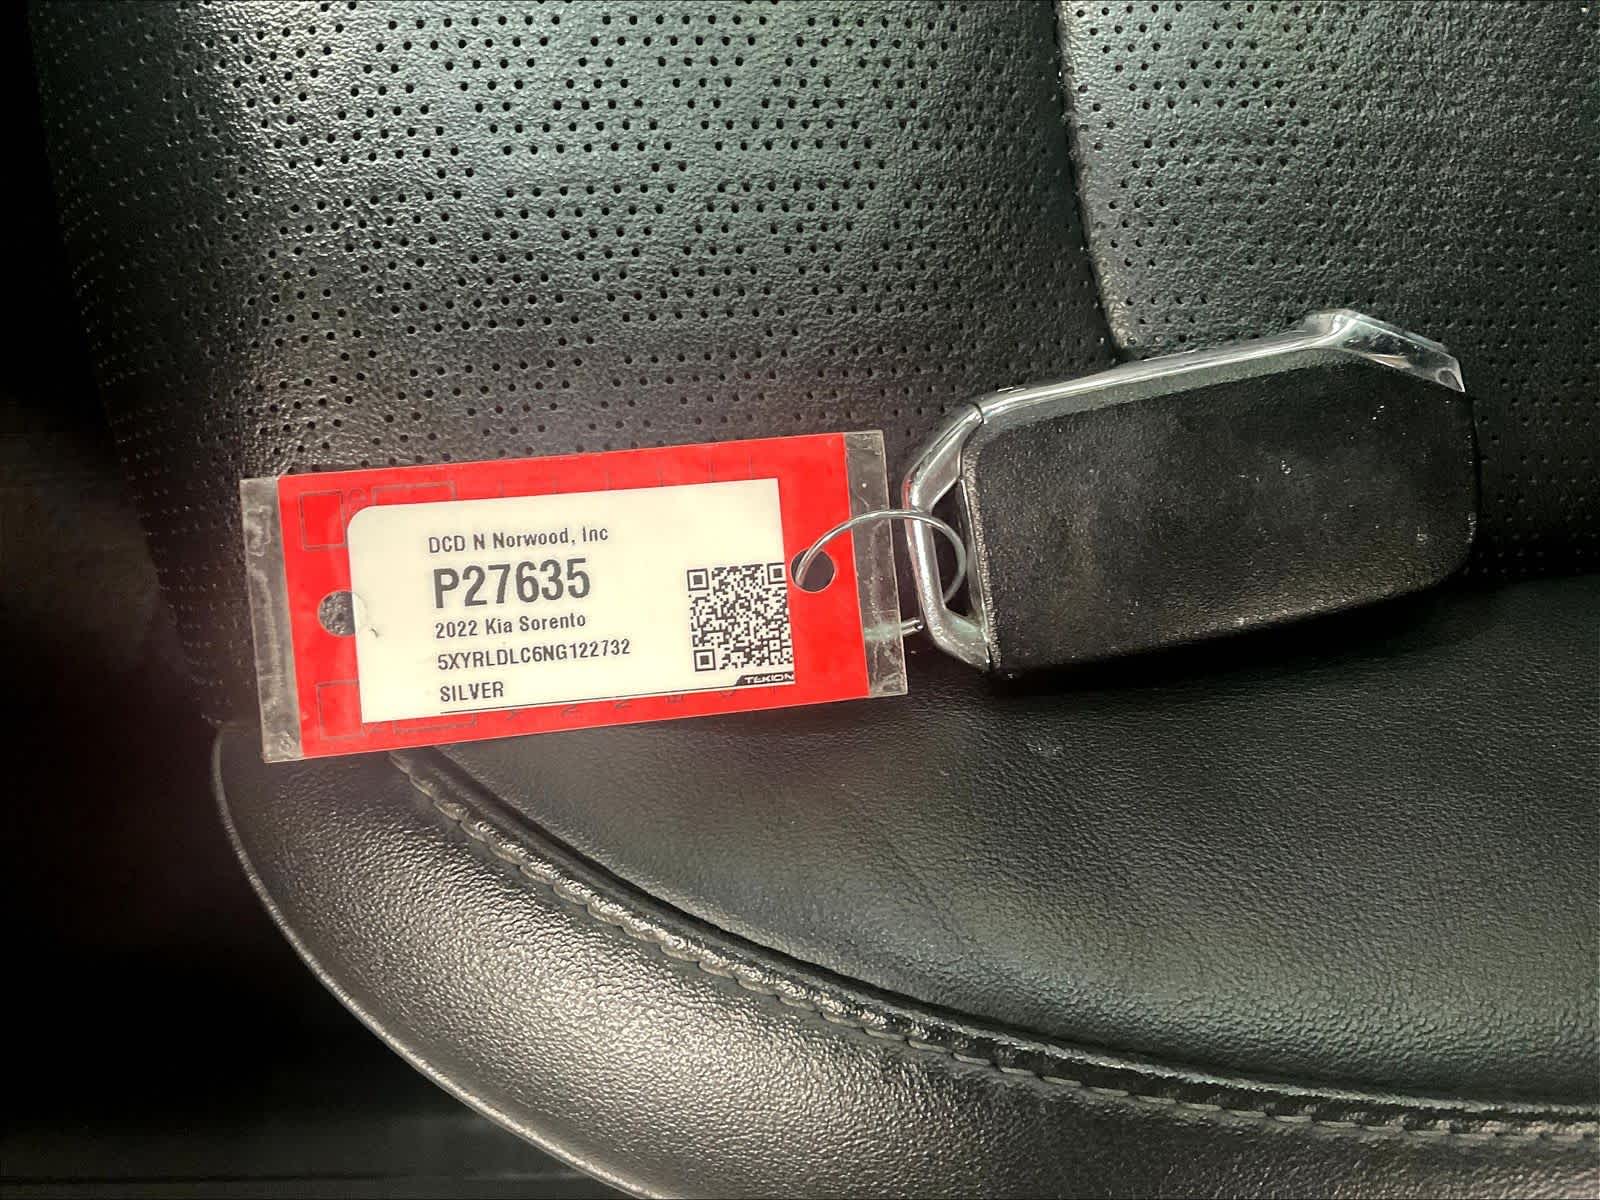 DCD N Norwood, Inc
P27635
2022 Kia Sorento
5XYRLDLC6NG122732
SILVER
TEKION